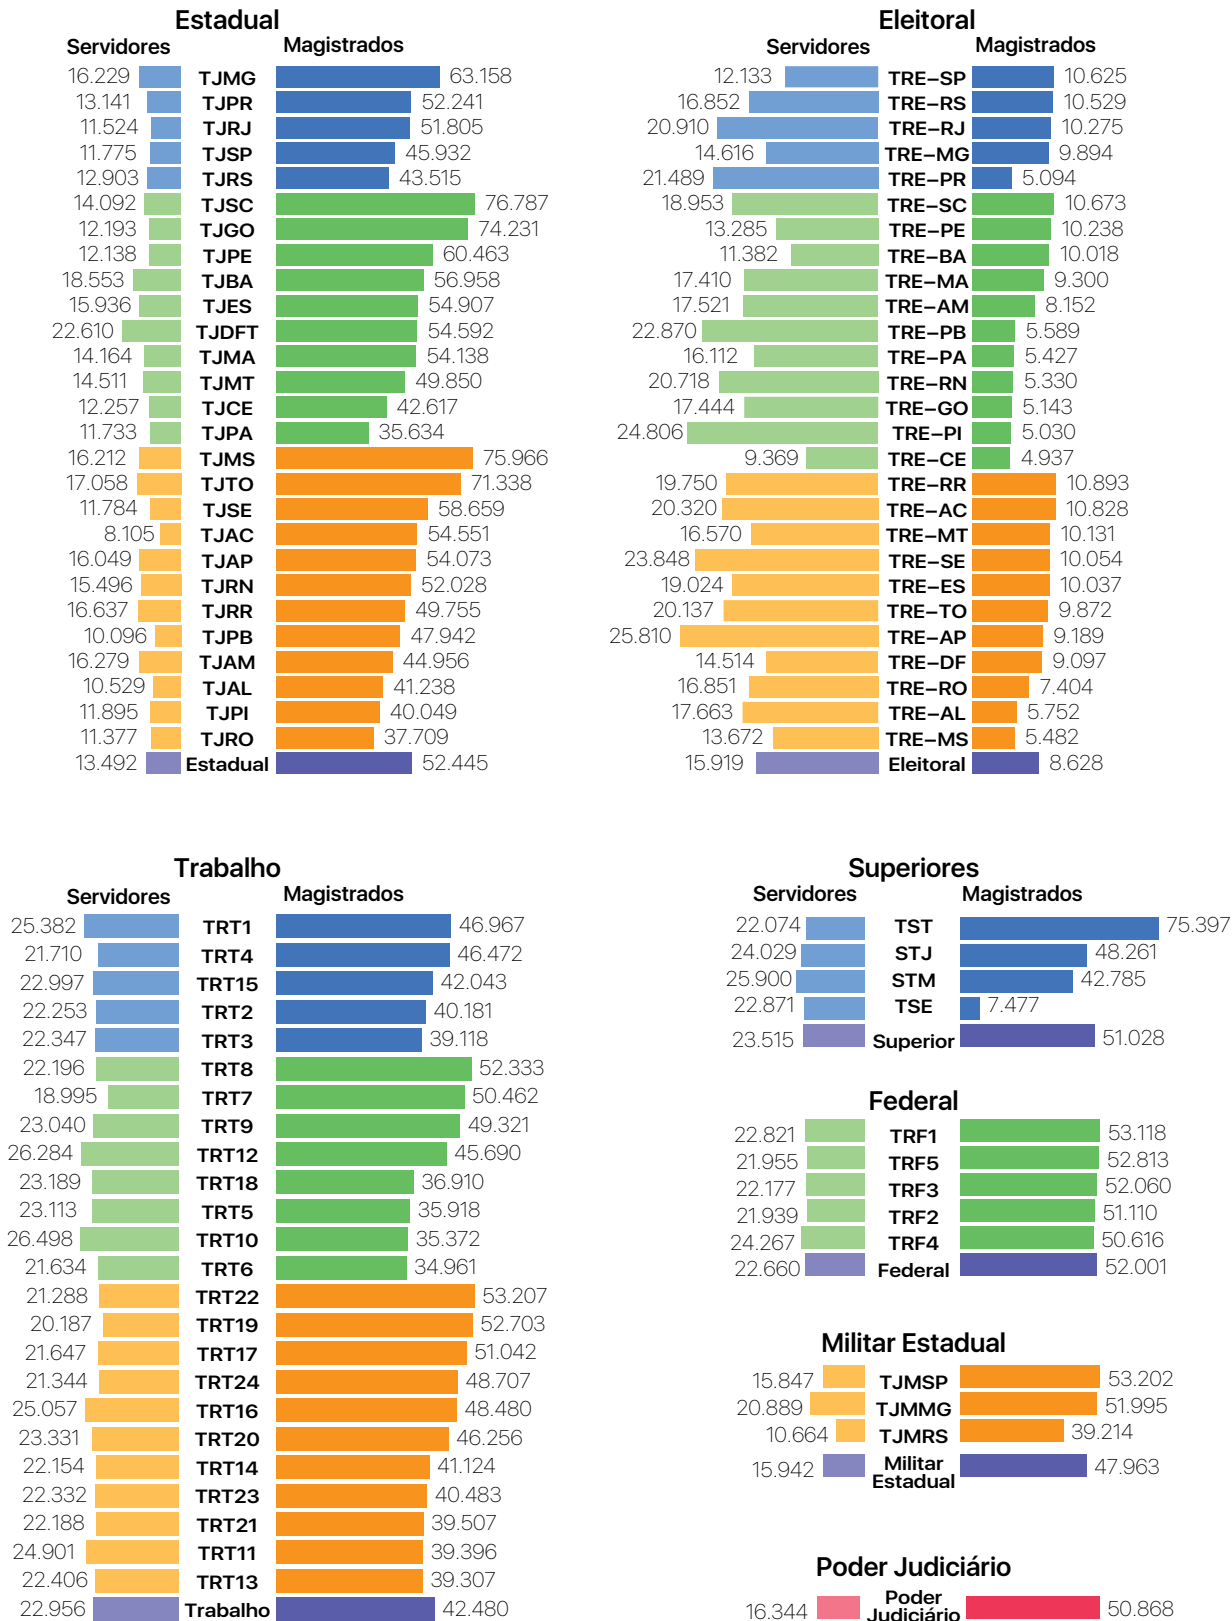 Estadual
Servidores Magistrados
16.229 TJMG 63.158
13.141 TJPR 52.241
11.524 TJRJ 51.805
11.775 TJSP 45.932
12.903 TJRS 43.515
14.092 TJSC 76.787
12.193 TJGO 74.231
12.138 TJPE 60.463
18.553 TJBA 56.958
15.936 TJES 54.907
22.610 TJDFT 54.592
14.164 TJMA 54.138
14.511 TJMT 49.850
12.257 TJCE 42.617
11.733 TJPA 35.634
16.212 TJMS 75.966
17.058 TJTO 71.338
11.784 TJSE 58.659
8.105 TJAC 54.551
16.049 TJAP 54.073
15.496 TJRN 52.028
16.637 TJRR 49.755
10.096 TJPB 47.942
16.279 TJAM 44.956
10.529 TJAL 41.238
11.895 TJPI 40.049
11.377 TJRO 37.709
13.492 Estadual 52.445
Eleitoral
Servidores Magistrados
12.133 TRE–SP 10.625
16.852 TRE–RS 10.529
20.910 TRE–RJ 10.275
14.616 TRE–MG 9.894
21.489 TRE–PR 5.094
18.953 TRE–SC 10.673
13.285 TRE–PE 10.238
11.382 TRE–BA 10.018
17.410 TRE–MA 9.300
17.521 TRE–AM 8.152
22.870 TRE–PB 5.589
16.112 TRE–PA 5.427
20.718 TRE–RN 5.330
17.444 TRE–GO 5.143
24.806 TRE–PI 5.030
9.369 TRE–CE 4.937
19.750 TRE–RR 10.893
20.320 TRE–AC 10.828
16.570 TRE–MT 10.131
23.848 TRE–SE 10.054
19.024 TRE–ES 10.037
20.137 TRE–TO 9.872
25.810 TRE–AP 9.189
14.514 TRE–DF 9.097
16.851 TRE–RO 7.404
17.663 TRE–AL 5.752
13.672 TRE–MS 5.482
15.919 Eleitoral 8.628
Trabalho
Servidores Magistrados
25.382 TRT1 46.967
21.710 TRT4 46.472
22.997 TRT15 42.043
22.253 TRT2 40.181
22.347 TRT3 39.118
22.196 TRT8 52.333
18.995 TRT7 50.462
23.040 TRT9 49.321
26.284 TRT12 45.690
23.189 TRT18 36.910
23.113 TRT5 35.918
26.498 TRT10 35.372
21.634 TRT6 34.961
21.288 TRT22 53.207
20.187 TRT19 52.703
21.647 TRT17 51.042
21.344 TRT24 48.707
25.057 TRT16 48.480
23.331 TRT20 46.256
22.154 TRT14 41.124
22.332 TRT23 40.483
22.188 TRT21 39.507
24.901 TRT11 39.396
22.406 TRT13 39.307
22.956 Trabalho 42.480
Superiores
Servidores Magistrados
22.074 TST 75.397
24.029 STJ 48.261
25.900 STM 42.785
22.871 TSE 7.477
23.515 Superior 51.028
Federal
22.821 TRF1 53.118
21.955 TRF5 52.813
22.177 TRF3 52.060
21.939 TRF2 51.110
24.267 TRF4 50.616
22.660 Federal 52.001
Militar Estadual
15.847 TJMSP 53.202
20.889 TJMMG 51.995
10.664 TJMRS 39.214
15.942 Militar 47.963
Estadual
Poder Judiciário
Poder
16.344 Judiciário 50.868